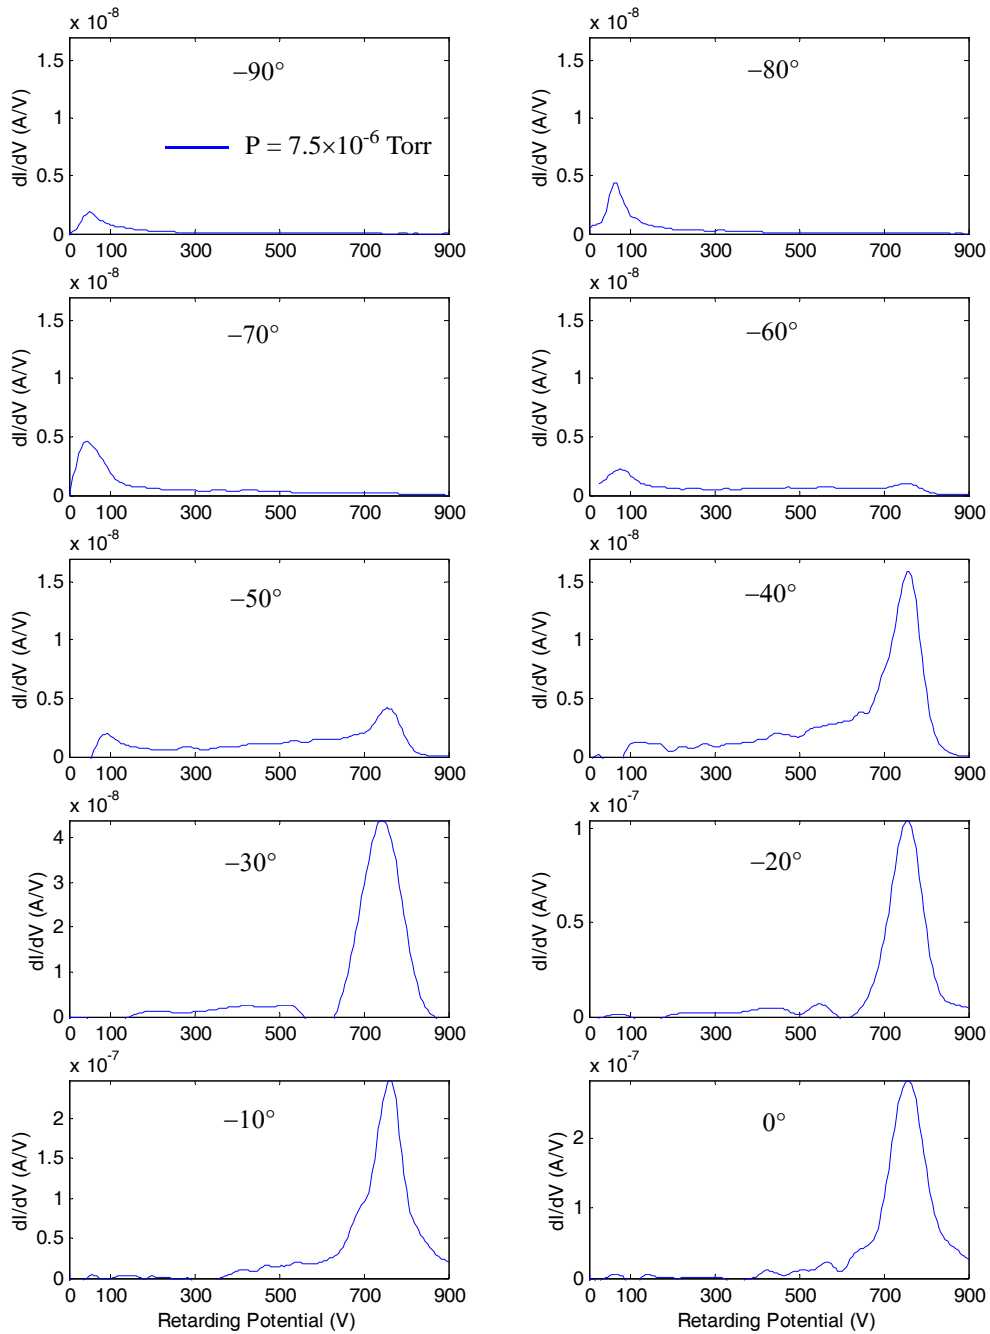 x 10-8
dI/dV (A/V)
1.5
1
0.5
0
−90°
P = 7.5×10-6 Torr
0 100 300 500 700 900
x 10-8
dI/dV (A/V)
1.5
1
0.5
0
−80°
0 100 300 500 700 900
x 10-8
dI/dV (A/V)
1.5
1
0.5
0
−70°
0 100 300 500 700 900
x 10-8
dI/dV (A/V)
1.5
1
0.5
0
−60°
0 100 300 500 700 900
x 10-8
dI/dV (A/V)
1.5
1
0.5
0
−50°
0 100 300 500 700 900
x 10-8
dI/dV (A/V)
1.5
1
0.5
0
−40°
0 100 300 500 700 900
x 10-8
dI/dV (A/V)
4
3
2
1
0
−30°
0 100 300 500 700 900
x 10-7
dI/dV (A/V)
1
0.5
0
−20°
0 100 300 500 700 900
x 10-7
dI/dV (A/V)
2
1.5
1
0.5
0
−10°
0 100 300 500 700 900
Retarding Potential (V)
x 10-7
dI/dV (A/V)
2
1
0
0°
0 100 300 500 700 900
Retarding Potential (V)